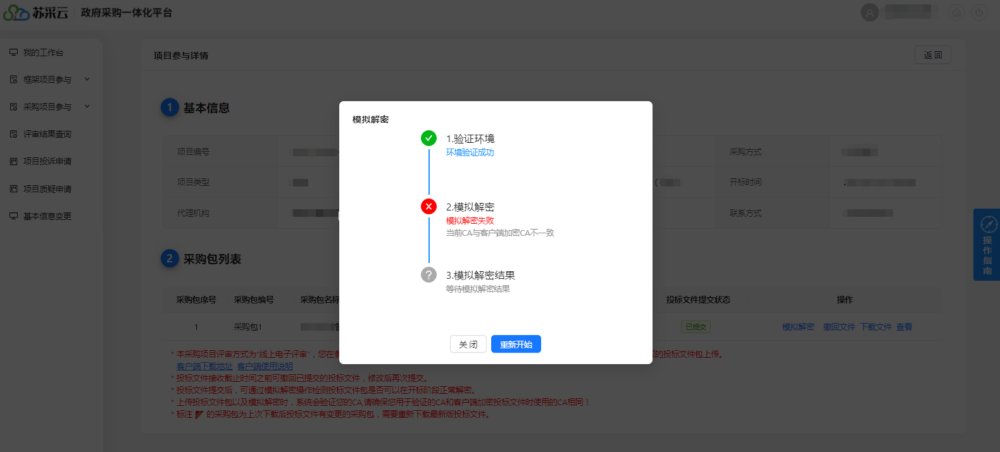 苏采云 政府采购一体化平台
我的工作台
框架项目参与
采购项目参与
评审结果查询
项目投诉申请
项目质疑申请
基本信息变更
项目参与详情 返 回
1 基本信息
项目编号 采购方式
项目类型 开标时间
代理机构 联系方式
2 采购包列表
采购包序号 采购包编号 采购包名称 投标文件提交状态 操作
1 采购包1 已提交 模拟解密 撤回文件 下载文件 查看
* 本采购项目评审方式为“线上电子评审”，您在参 的投标文件包上传。
客户端下载地址 客户端使用说明
* 投标文件接收截止时间之前可撤回已提交的投标文件，修改后再次提交。
* 投标文件提交后，可通过模拟解密操作检测投标文件包是否可以在开标阶段正常解密。
* 上传投标文件包以及模拟解密时，系统会验证您的CA,请确保您用于验证的CA和客户端加密投标文件时使用的CA相同！
* 标注 的采购包为上次下载后投标文件有变更的采购包，需要重新下载最新版投标文件。
模拟解密
1.验证环境
环境验证成功
2.模拟解密
模拟解密失败
当前CA与客户端加密CA不一致
3.模拟解密结果
等待模拟解密结果
关 闭 重新开始
操作指南